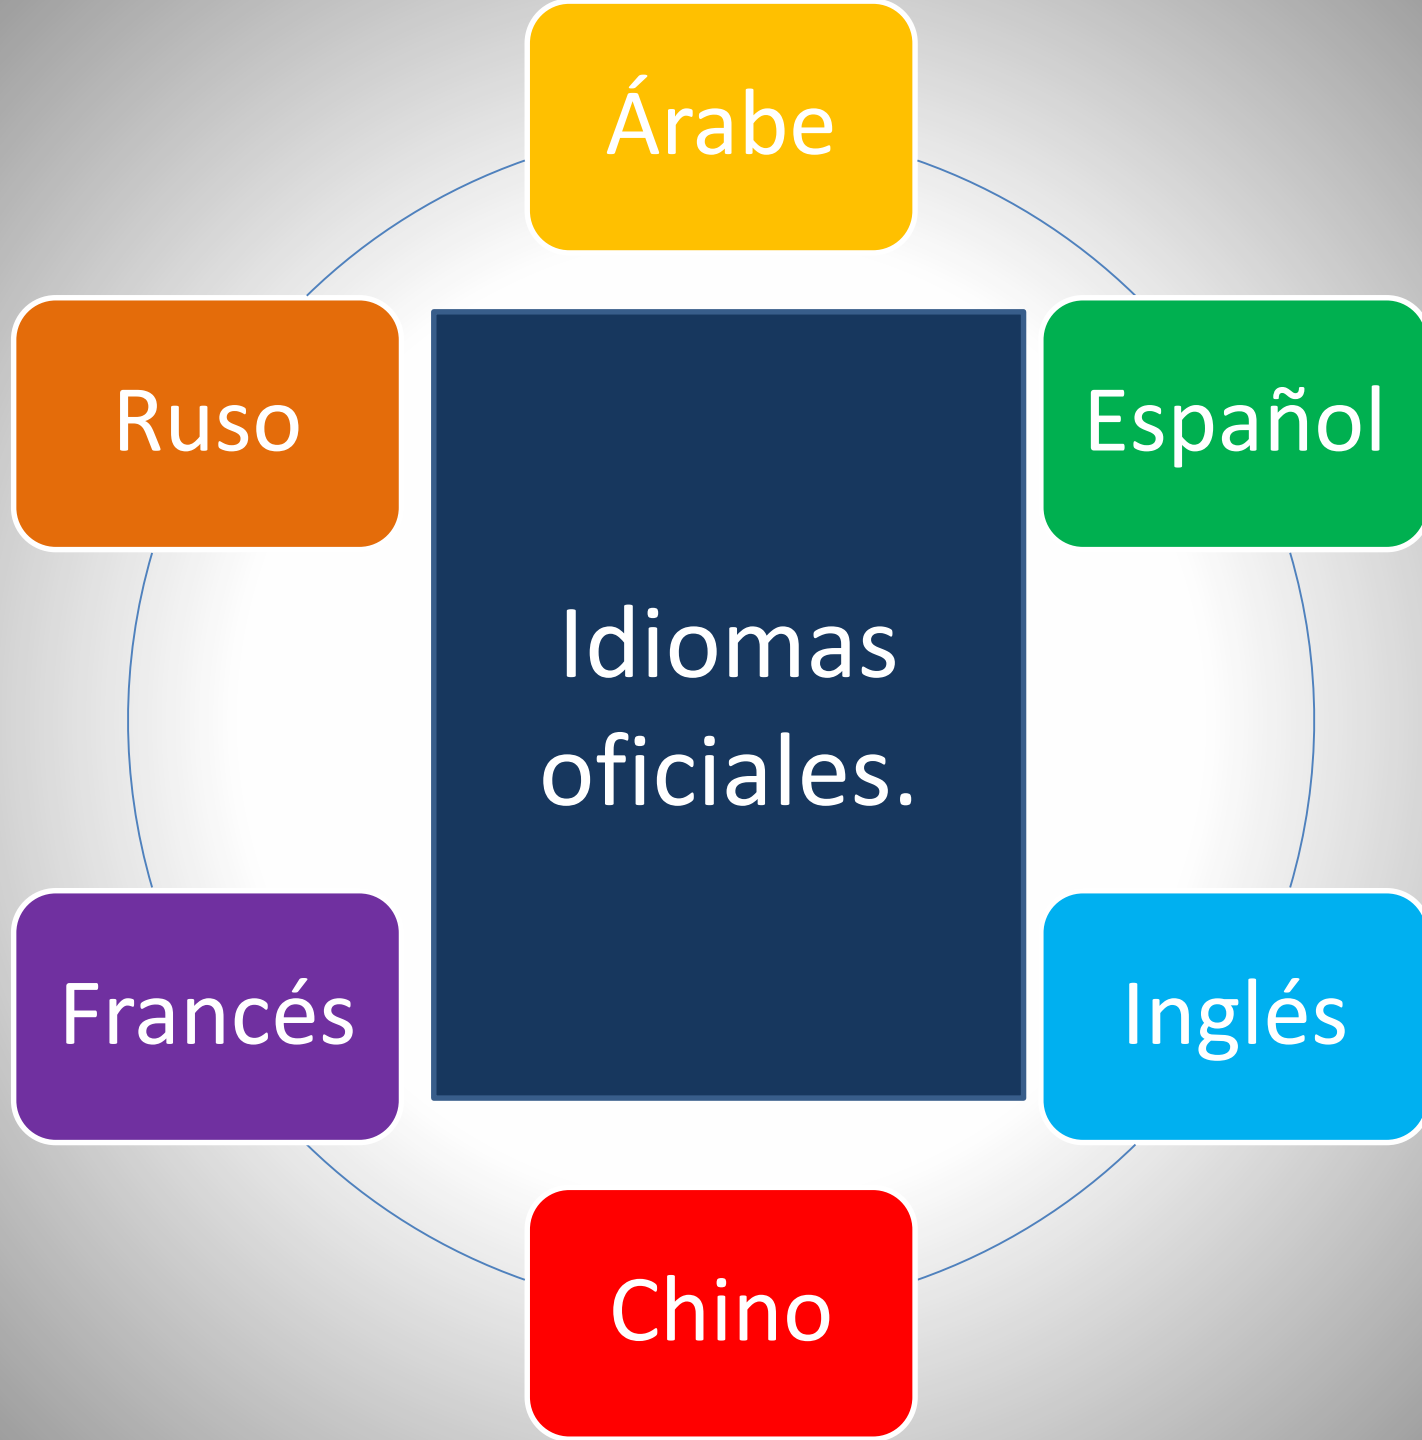 Árabe
Ruso
Español
Idiomas
oficiales.
Francés
Inglés
Chino